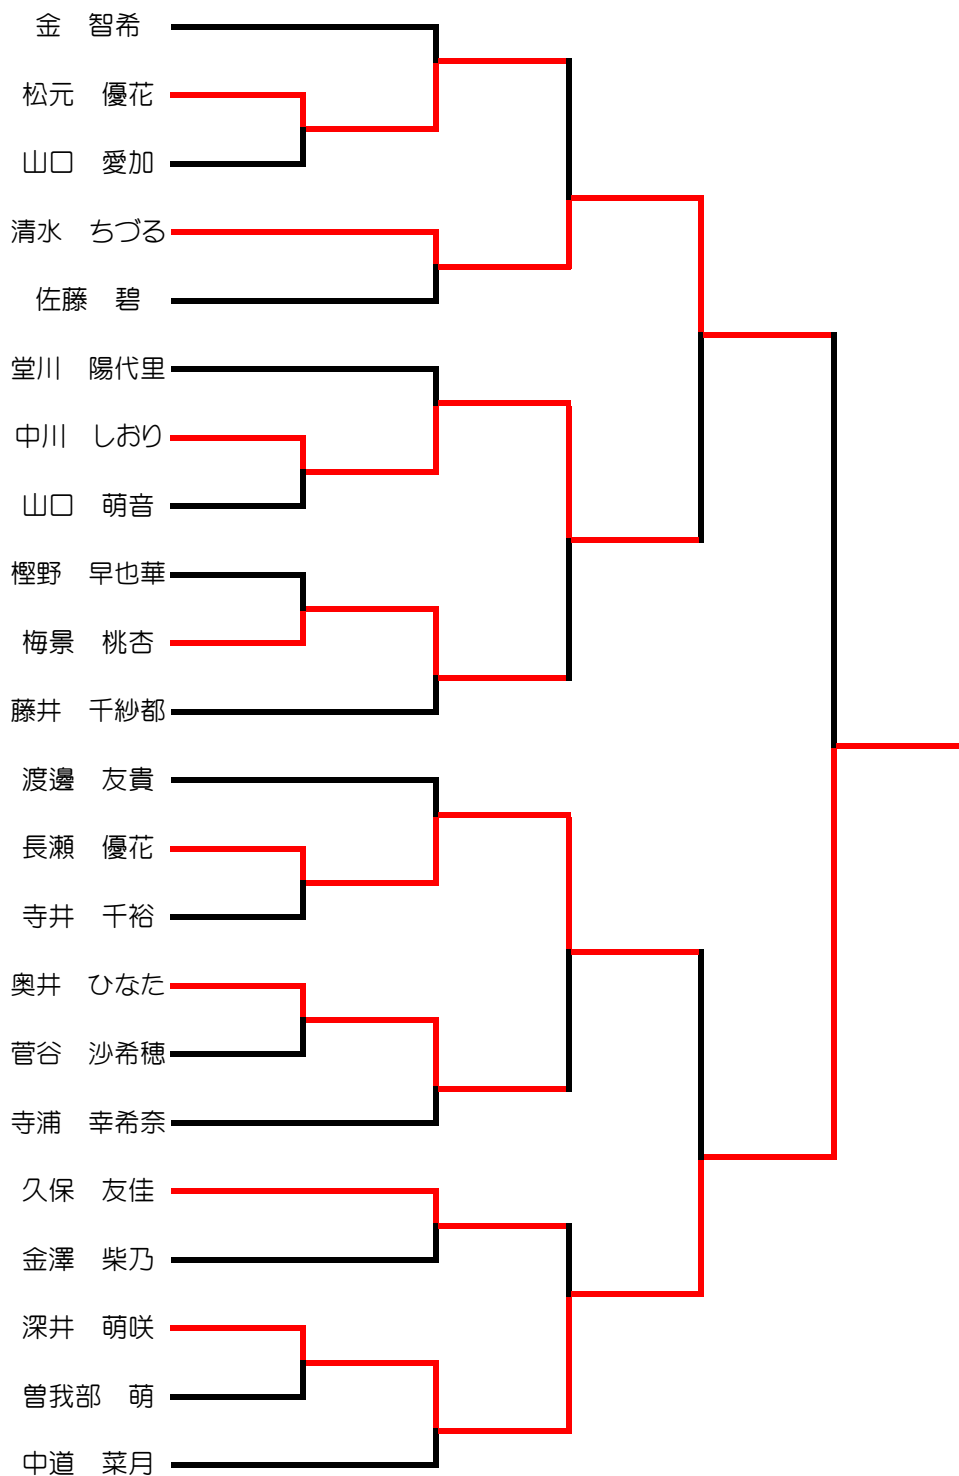 金　智希
松元　優花
山口　愛加
清水　ちづる
佐藤　碧
堂川　陽代里
中川　しおり
山口　萌音
樫野　早也華
梅景　桃杏
藤井　千紗都
渡邊　友貴
長瀬　優花
寺井　千裕
奥井　ひなた
菅谷　沙希穂
寺浦　幸希奈
久保　友佳
金澤　柴乃
深井　萌咲
曽我部　萌
中道　菜月